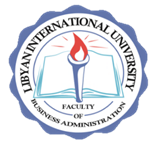 LIBYAN INTERNATIONAL UNIVERSITY
FACULTY
OF
BUSINESS ADMINISTRATION